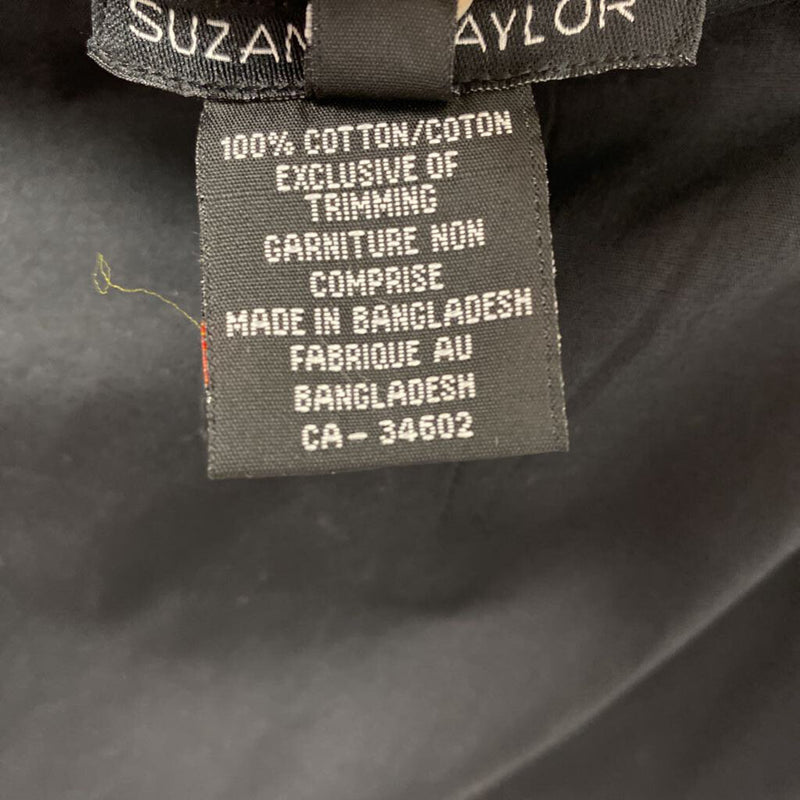 100% COTTON/COTON
EXCLUSIVE OF
TRIMMING
GARNITURE NON
COMPRISE
MADE IN BANGLADESH
FABRIQUE AU
BANGLADESH
CA-34602